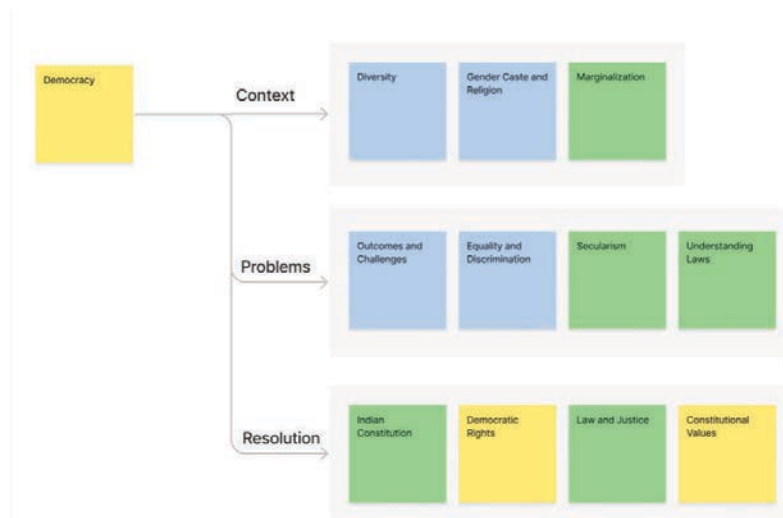 Democracy
Context
Diversity
Gender Caste and
Religion
Marginalization
Problems
Outcomes and
Challenges
Equality and
Discrimination
Secularism
Understanding
Laws
Resolution
Indian
Constitution
Democratic
Rights
Law and Justice
Constitutional
Values